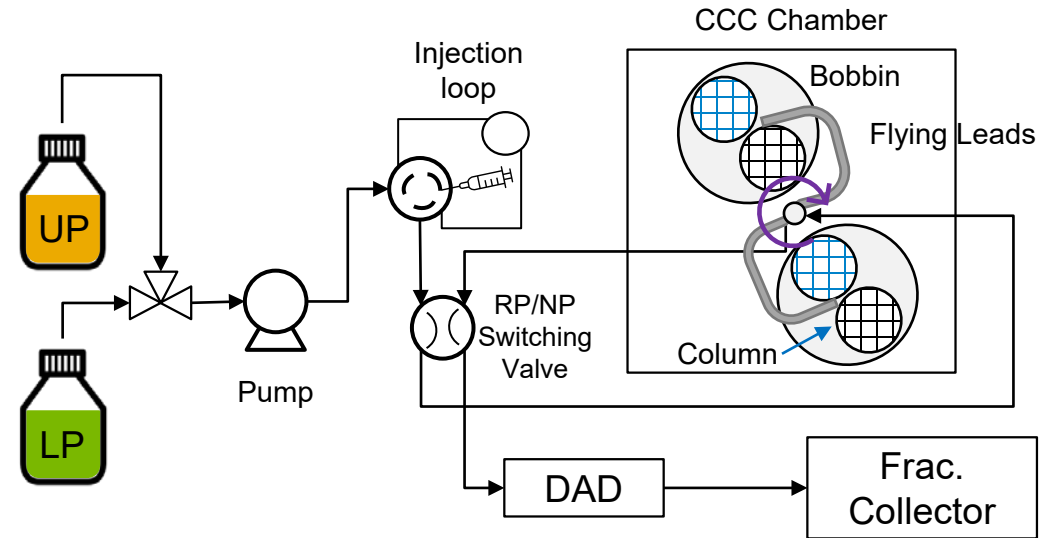 CCC Chamber
Injection
loop
Bobbin
Flying Leads
UP
RP/NP
Switching
Valve
Column
Pump
LP
DAD
Frac.
Collector